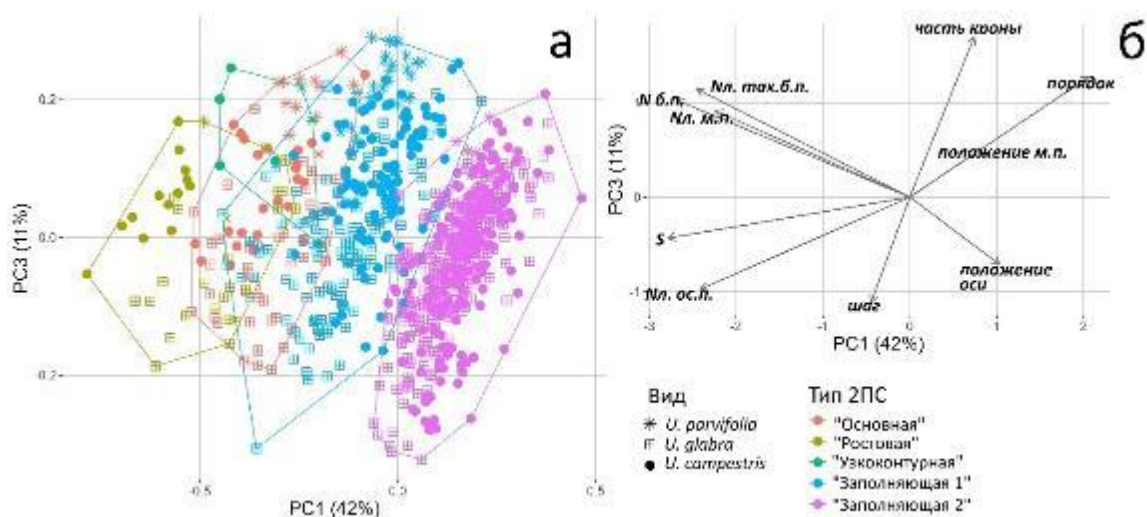 а
PC3 (11%)
0.2
0.0
0.2
-0.5
0.0
0.5
PC1 (42%)
б
PC3 (11%)
0
-1
-3
-2
-1
0
1
2
PC1 (42%)
часть кроны
порядок
Nл. max.б.п.
N б.п.
Nл. м.п.
положение м.п.
S
Nл. ос.п.
шаг
положение
оси
Вид
U. parvifolia
U. glabra
U. campestris
Тип 2ПС
"Основная"
"Ростовая"
"Узкоконтурная"
"Заполняющая 1"
"Заполняющая 2"